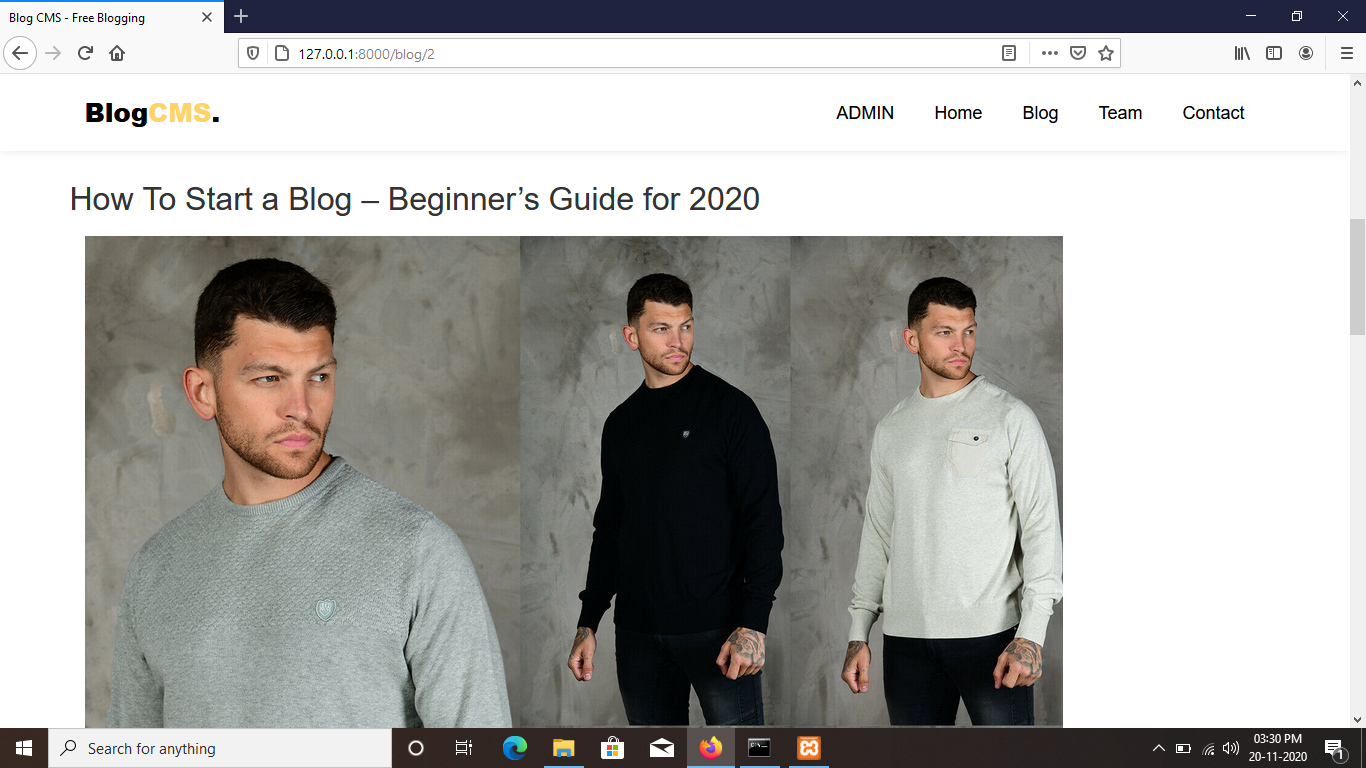 Blog CMS - Free Blogging
127.0.0.1:8000/blog/2
BlogCMS.
ADMIN Home Blog Team Contact
How To Start a Blog – Beginner’s Guide for 2020
Search for anything
03:30 PM
20-11-2020
1